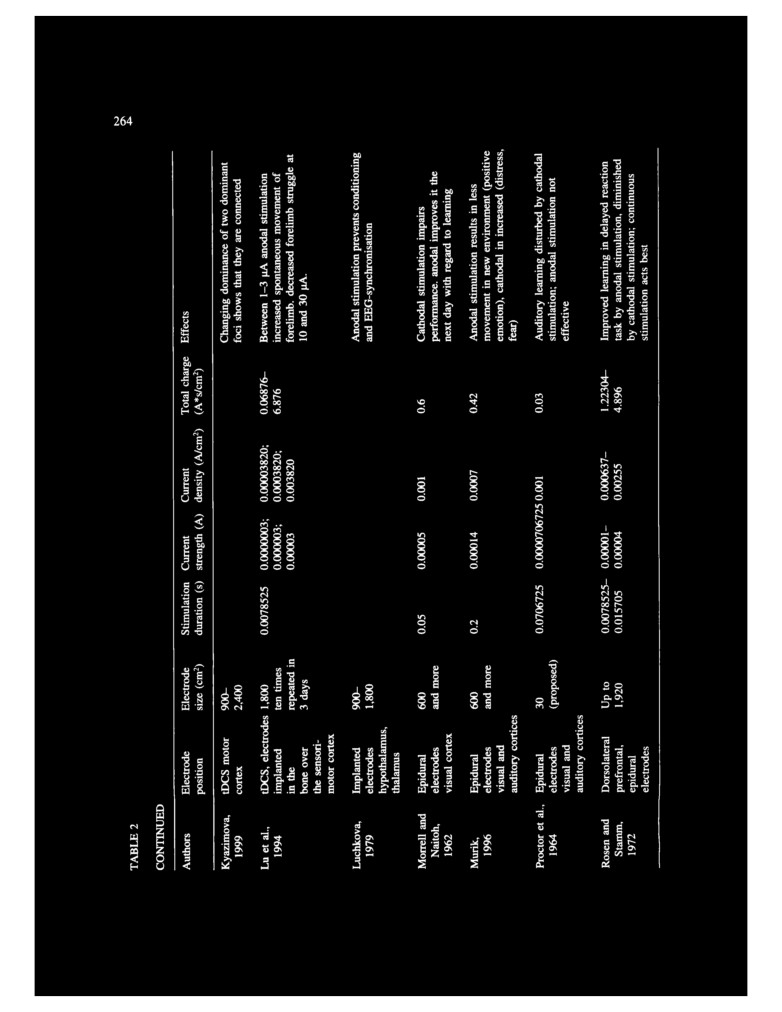 264
TABLE 2
CONTINUED
Authors Electrode Electrode Stimulation Current Current Total charge Effects
position size (cm²) duration (s) strength (A) density (A/cm²) (A*s/cm²)
Kyazimova, tDCS motor 900– Changing dominance of two dominant
1999 cortex 2,400 foci shows that they are connected
Lu et al., tDCS, electrodes 1,800 0.0078525 0.0000003; 0.00003820; 0.06876– Between 1–3 µA anodal stimulation
1994 implanted ten times 0.000003; 0.0003820; 6.876 increased spontaneous movement of
in the repeated in 0.00003 0.003820 forelimb. decreased forelimb struggle at
bone over 3 days 10 and 30 µA.
the sensori-
motor cortex
Luchkova, Implanted 900– Anodal stimulation prevents conditioning
1979 electrodes 1.800 and EEG-synchronisation
hypothalamus,
thalamus
Morrell and Epidural 600 0.05 0.00005 0.001 0.6 Cathodal stimulation impairs
Naitoh, electrodes and more performance. anodal improves it the
1962 visual cortex next day with regard to learning
Murik, Epidural 600 0.2 0.00014 0.0007 0.42 Anodal stimulation results in less
1996 electrodes and more movement in new environment (positive
visual and emotion), cathodal in increased (distress,
auditory cortices fear)
Proctor et al., Epidural 30 0.0706725 0.0000706725 0.001 0.03 Auditory learning disturbed by cathodal
1964 electrodes (proposed) stimulation; anodal stimulation not
visual and effective
auditory cortices
Rosen and Dorsolateral Up to 0.0078525– 0.00001– 0.000637– 1.22304– Improved learning in delayed reaction
Stamm, prefrontal, 1.920 0.015705 0.00004 0.00255 4.896 task by anodal stimulation, diminished
1972 epidural by cathodal stimulation; continuous
electrodes stimulation acts best